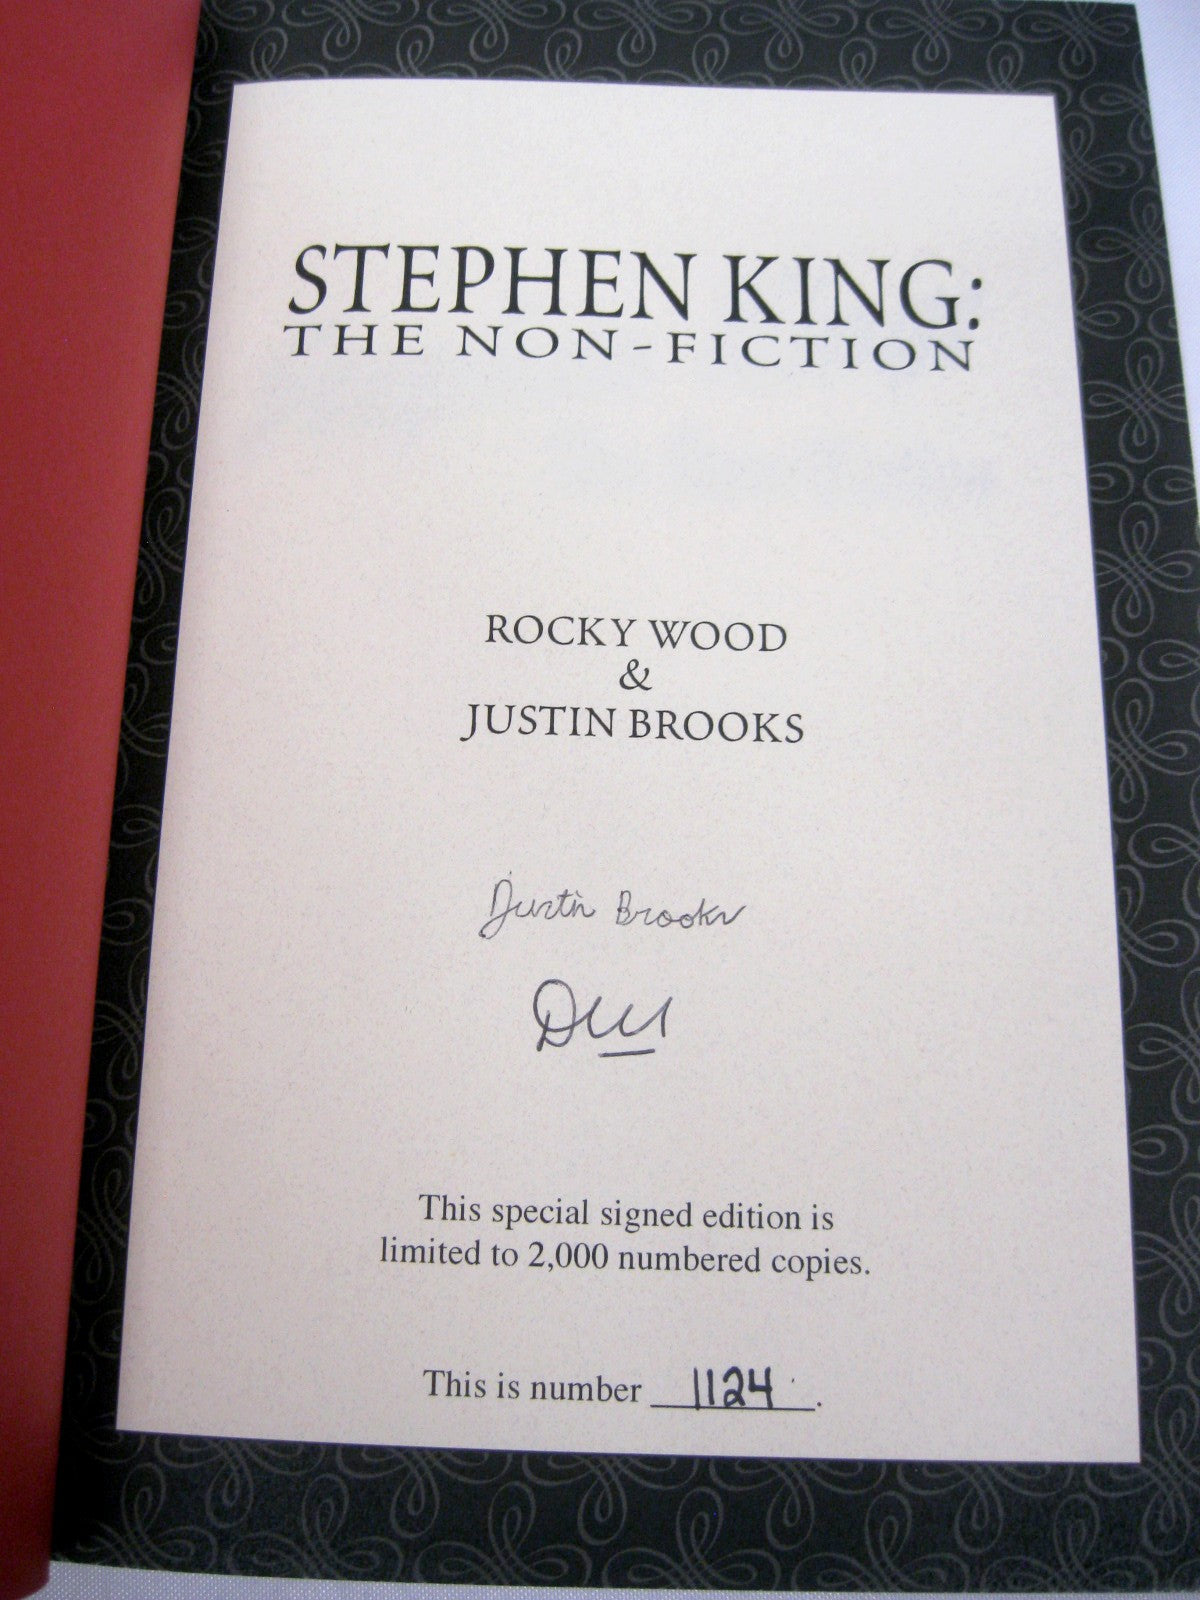 STEPHEN KING:
THE NON-FICTION
ROCKY WOOD
&
JUSTIN BROOKS
Justin Brooks
This special signed edition is
limited to 2,000 numbered copies.
This is number 1124.